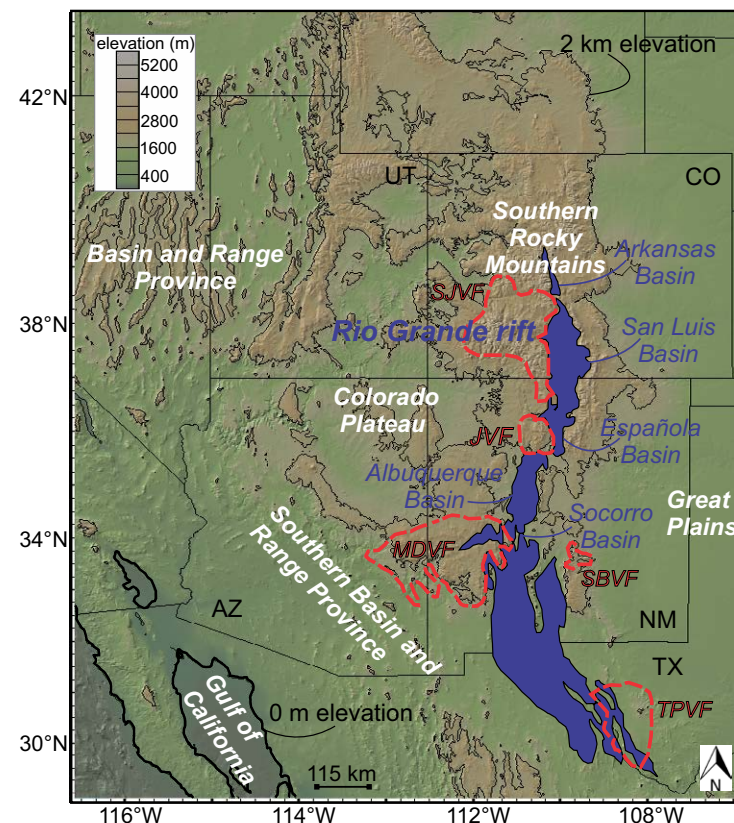 elevation (m)
5200
4000
2800
1600
400
2 km elevation
42°N
UT
CO
Southern
Rocky
Mountains
Arkansas
Basin
Basin and Range
Province
SJVF
38°N
Rio Grande rift
San Luis
Basin
Colorado
Plateau
JVF
Española
Basin
Albuquerque
Basin
Great
Plains
Socorro
Basin
34°N
MDVF
SBVF
Southern Basin and
Range Province
AZ
NM
TX
Gulf of
California
0 m elevation
TPVF
30°N
115 km
N
116°W
114°W
112°W
110°W
108°W